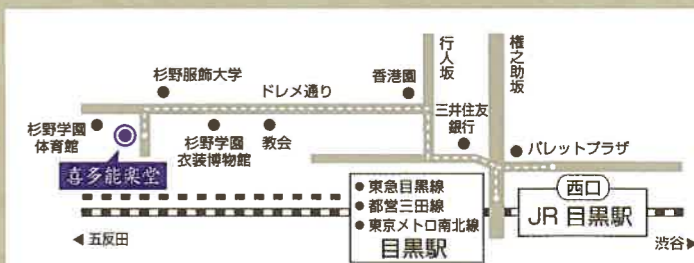 行人坂
権之助坂
杉野服飾大学
ドレメ通り
香港園
三井住友
銀行
杉野学園
体育館
杉野学園
衣装博物館
教会
パレットプラザ
喜多能楽堂
東急目黒線
都営三田線
東京メトロ南北線
目黒駅
西口
JR 目黒駅
◀ 五反田
渋谷▶